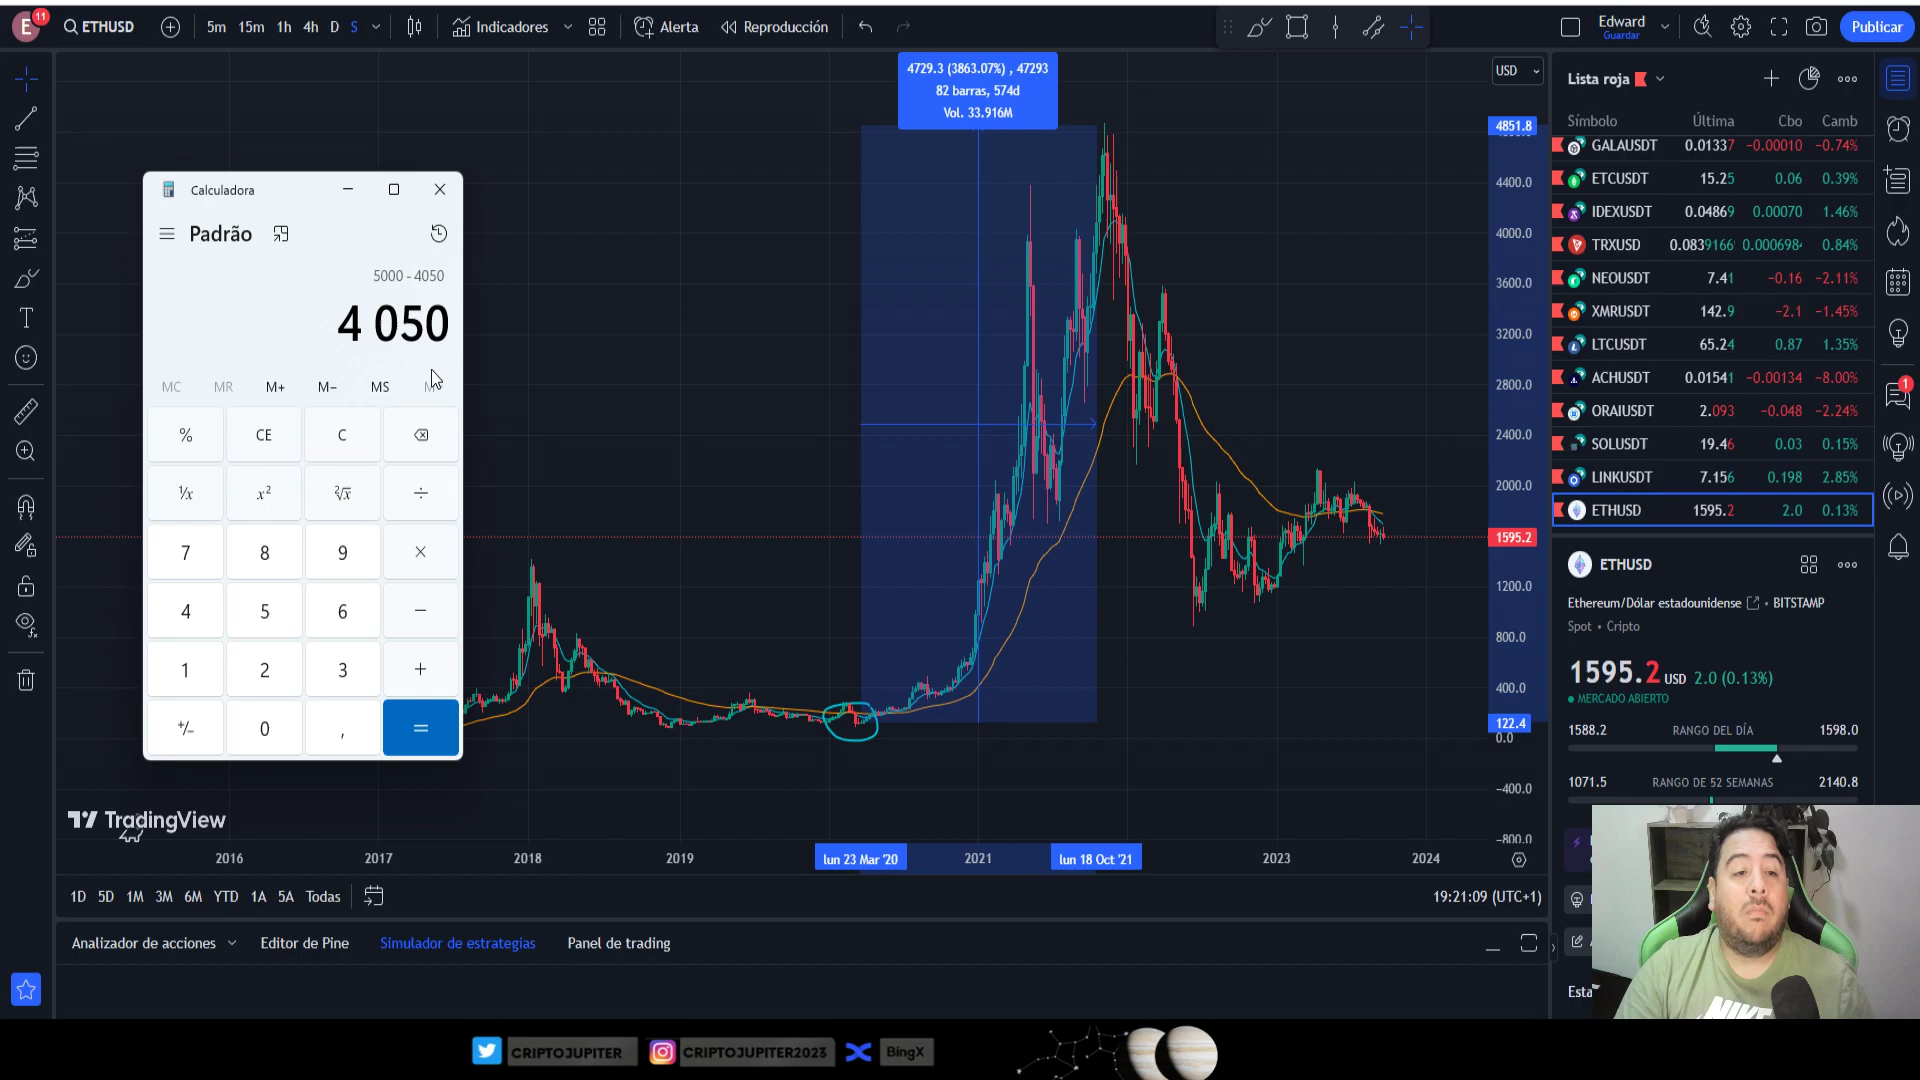 E 11 ETHUSD 5m 15m 1h 4h D S Indicadores Alerta Reproducción Edward Guardar Publicar
4729.3 (3863.07%) , 47293
82 barras, 574d
Vol. 33.916M
USD
4851.8
4400.0
4000.0
3600.0
3200.0
2800.0
2400.0
2000.0
1595.2
1200.0
800.0
400.0
122.4
0.0
−400.0
−800.0
Calculadora
Padrão
5000 - 4050
4 050
MC MR M+ M− MS
% CE C
¹/x x² ²√x ÷
7 8 9 ×
4 5 6 −
1 2 3 +
+/− 0 , =
TradingView
2016 2017 2018 2019 lun 23 Mar '20 2021 lun 18 Oct '21 2023 2024
1D 5D 1M 3M 6M YTD 1A 5A Todas
19:21:09 (UTC+1)
Analizador de acciones Editor de Pine Simulador de estrategias Panel de trading
Lista roja
Símbolo Última Cbo Camb
GALAUSDT 0.01337 −0.00010 −0.74%
ETCUSDT 15.25 0.06 0.39%
IDEXUSDT 0.04869 0.00070 1.46%
TRXUSD 0.0839166 0.000698 0.84%
NEOUSDT 7.41 −0.16 −2.11%
XMRUSDT 142.9 −2.1 −1.45%
LTCUSDT 65.24 0.87 1.35%
ACHUSDT 0.01541 −0.00134 −8.00%
ORAIUSDT 2.093 −0.048 −2.24%
SOLUSDT 19.46 0.03 0.15%
LINKUSDT 7.156 0.198 2.85%
ETHUSD 1595.2 2.0 0.13%
ETHUSD
Ethereum/Dólar estadounidense • BITSTAMP
Spot • Cripto
1595.2 USD 2.0 (0.13%)
MERCADO ABIERTO
1588.2 RANGO DEL DÍA 1598.0
1071.5 RANGO DE 52 SEMANAS 2140.8
Esta
1
NIKE
CRIPTOJUPITER CRIPTOJUPITER2023 BingX